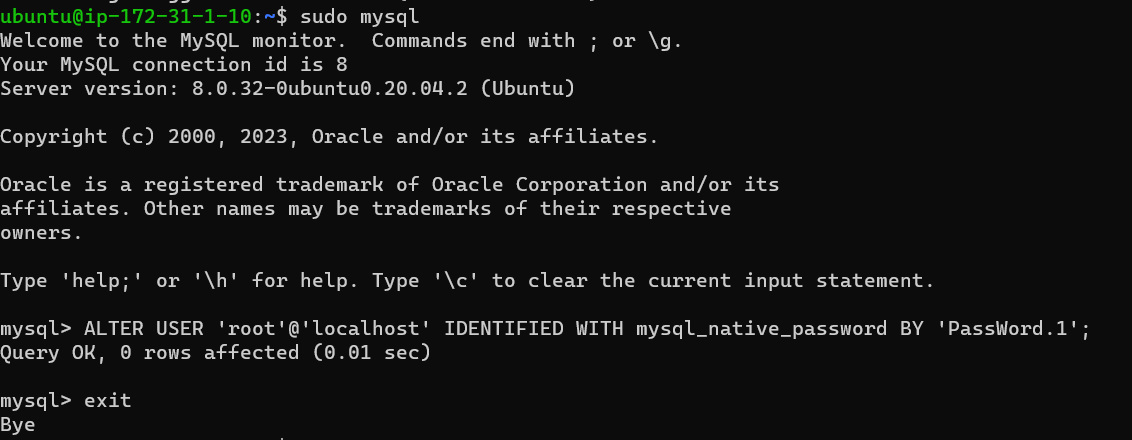 ubuntu@ip-172-31-1-10:~$ sudo mysql
Welcome to the MySQL monitor.  Commands end with ; or \g.
Your MySQL connection id is 8
Server version: 8.0.32-0ubuntu0.20.04.2 (Ubuntu)

Copyright (c) 2000, 2023, Oracle and/or its affiliates.

Oracle is a registered trademark of Oracle Corporation and/or its
affiliates. Other names may be trademarks of their respective
owners.

Type 'help;' or '\h' for help. Type '\c' to clear the current input statement.

mysql> ALTER USER 'root'@'localhost' IDENTIFIED WITH mysql_native_password BY 'PassWord.1';
Query OK, 0 rows affected (0.01 sec)

mysql> exit
Bye